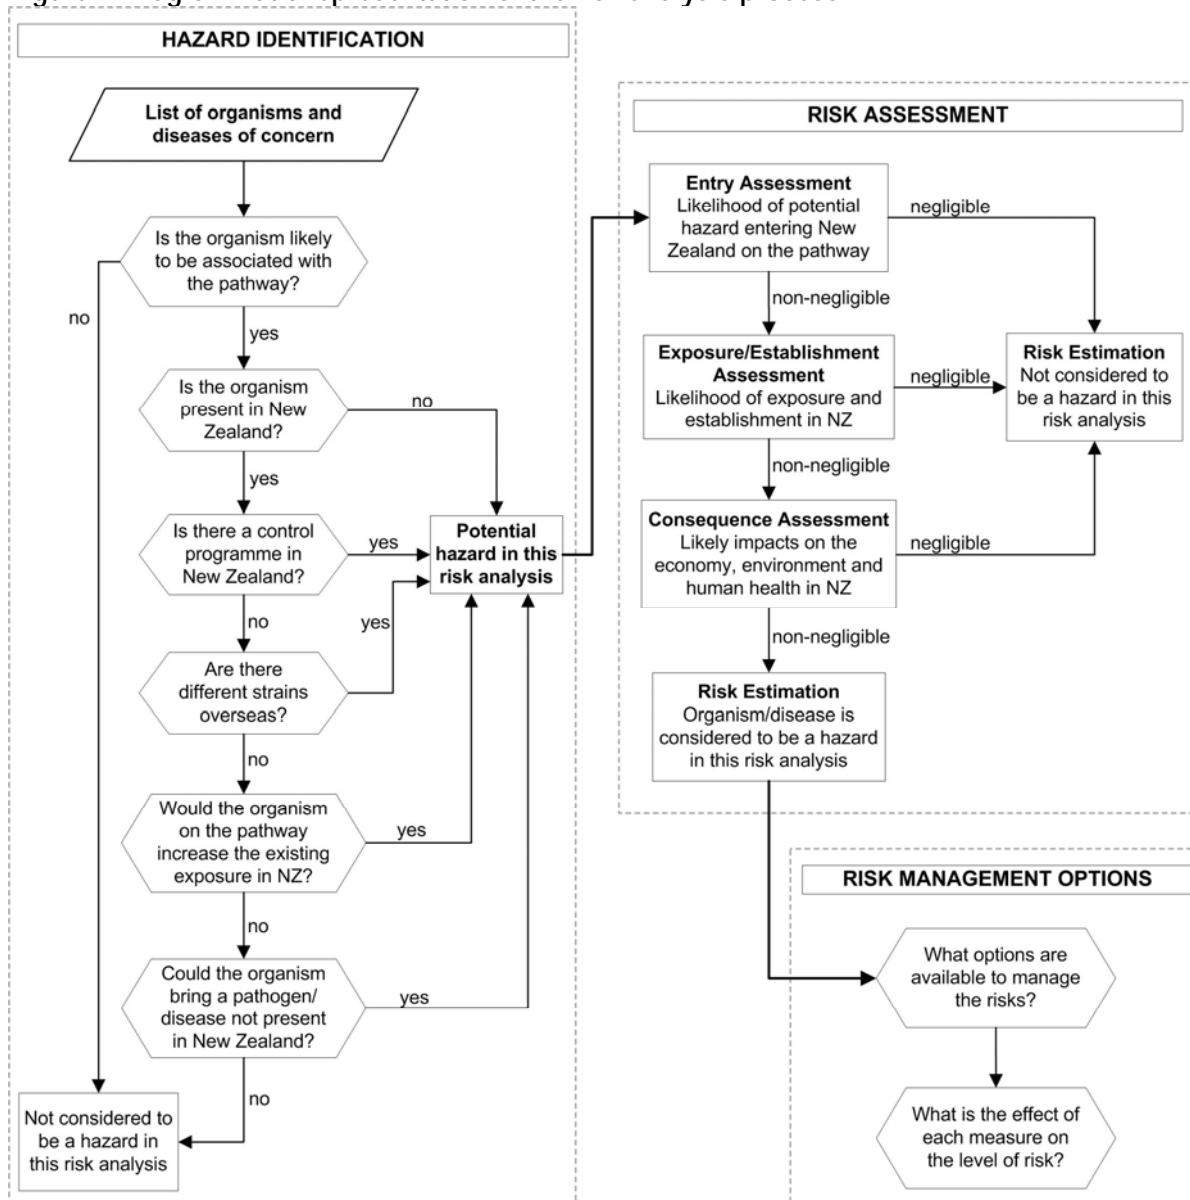 HAZARD IDENTIFICATION
List of organisms and
diseases of concern
Is the organism likely
to be associated with
the pathway?
no
yes
Is the organism
present in New
Zealand?
no
yes
Is there a control
programme in
New Zealand?
yes
no
Potential
hazard in this
risk analysis
Are there
different strains
overseas?
yes
no
Would the organism
on the pathway
increase the existing
exposure in NZ?
yes
no
Could the organism
bring a pathogen/
disease not present
in New Zealand?
yes
no
Not considered to
be a hazard in
this risk analysis
RISK ASSESSMENT
Entry Assessment
Likelihood of potential
hazard entering New
Zealand on the pathway
negligible
non-negligible
Exposure/Establishment
Assessment
Likelihood of exposure and
establishment in NZ
negligible
non-negligible
Risk Estimation
Not considered to
be a hazard in this
risk analysis
Consequence Assessment
Likely impacts on the
economy, environment and
human health in NZ
negligible
non-negligible
Risk Estimation
Organism/disease is
considered to be a hazard
in this risk analysis
RISK MANAGEMENT OPTIONS
What options are
available to manage
the risks?
What is the effect of
each measure on
the level of risk?